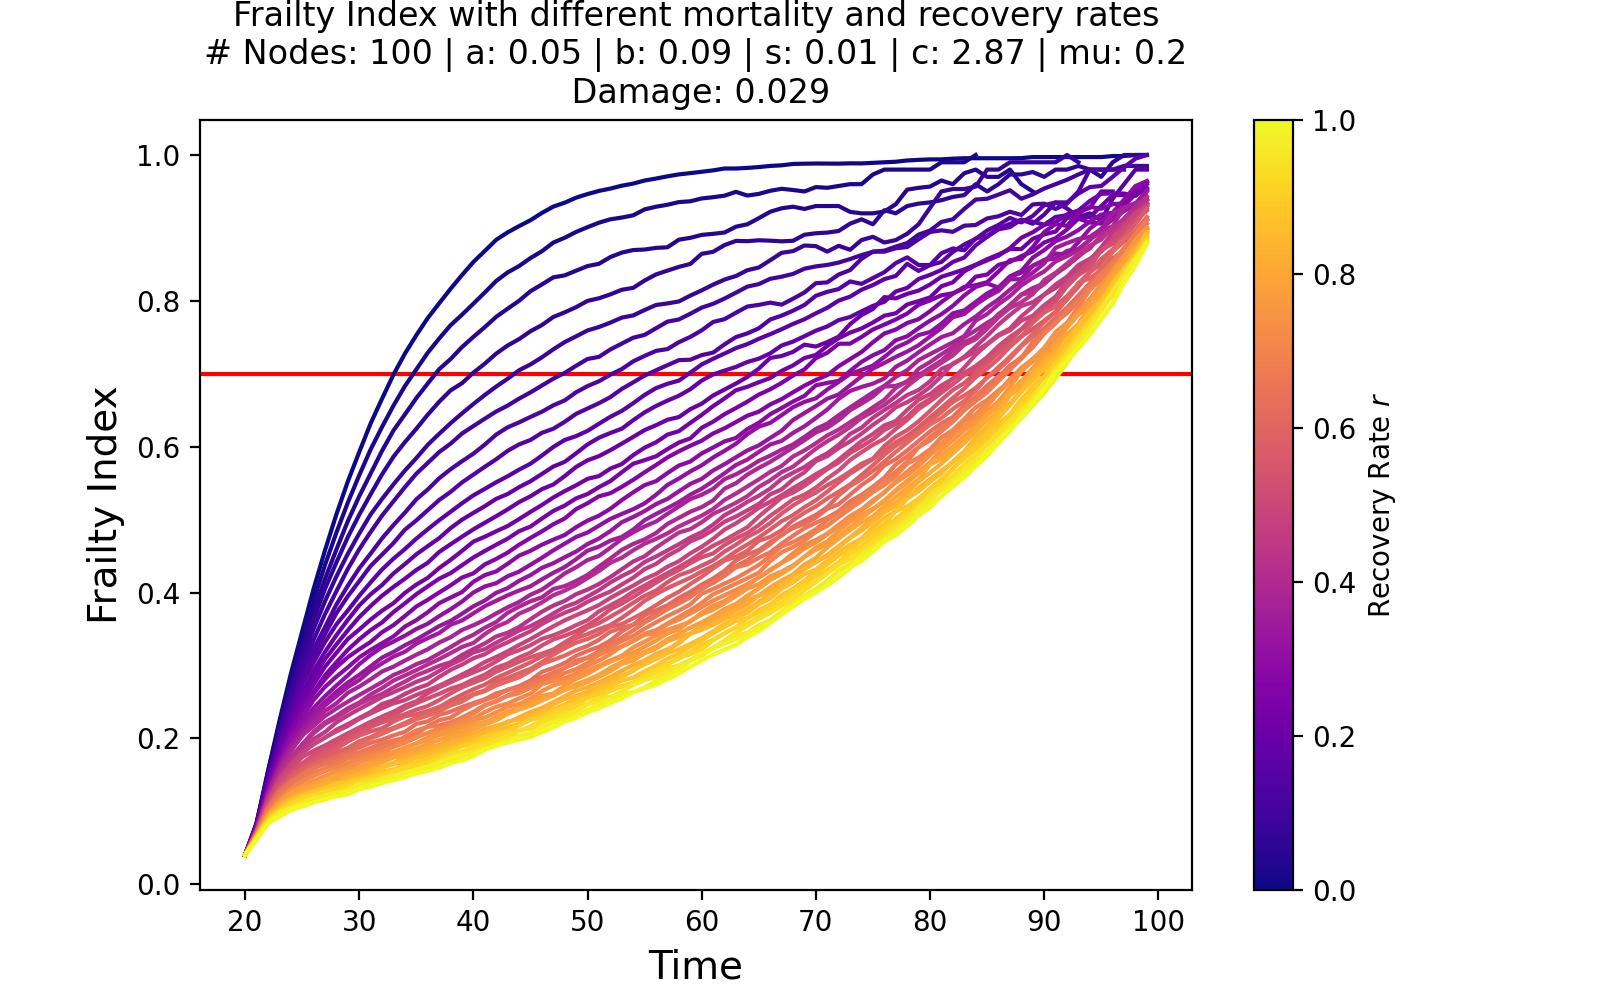 Frailty Index with different mortality and recovery rates
# Nodes: 100 | a: 0.05 | b: 0.09 | s: 0.01 | c: 2.87 | mu: 0.2
Damage: 0.029
Frailty Index
1.0
0.8
0.6
0.4
0.2
0.0
20 30 40 50 60 70 80 90 100
Time
1.0
0.8
0.6
0.4
0.2
0.0
Recovery Rate r